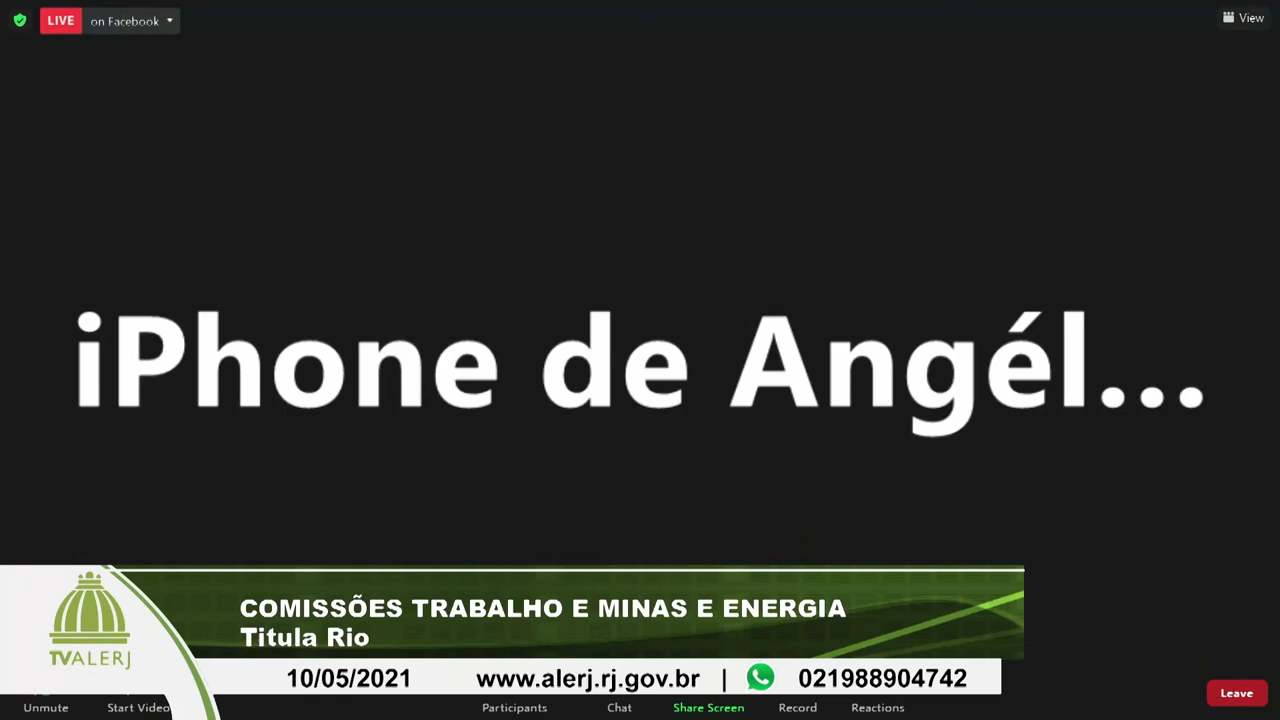 LIVE on Facebook
View
iPhone de Angél...
COMISSÕES TRABALHO E MINAS E ENERGIA
Titula Rio
TVALERJ
10/05/2021 www.alerj.rj.gov.br | 021988904742
Leave
Unmute Start Video Participants Chat Share Screen Record Reactions